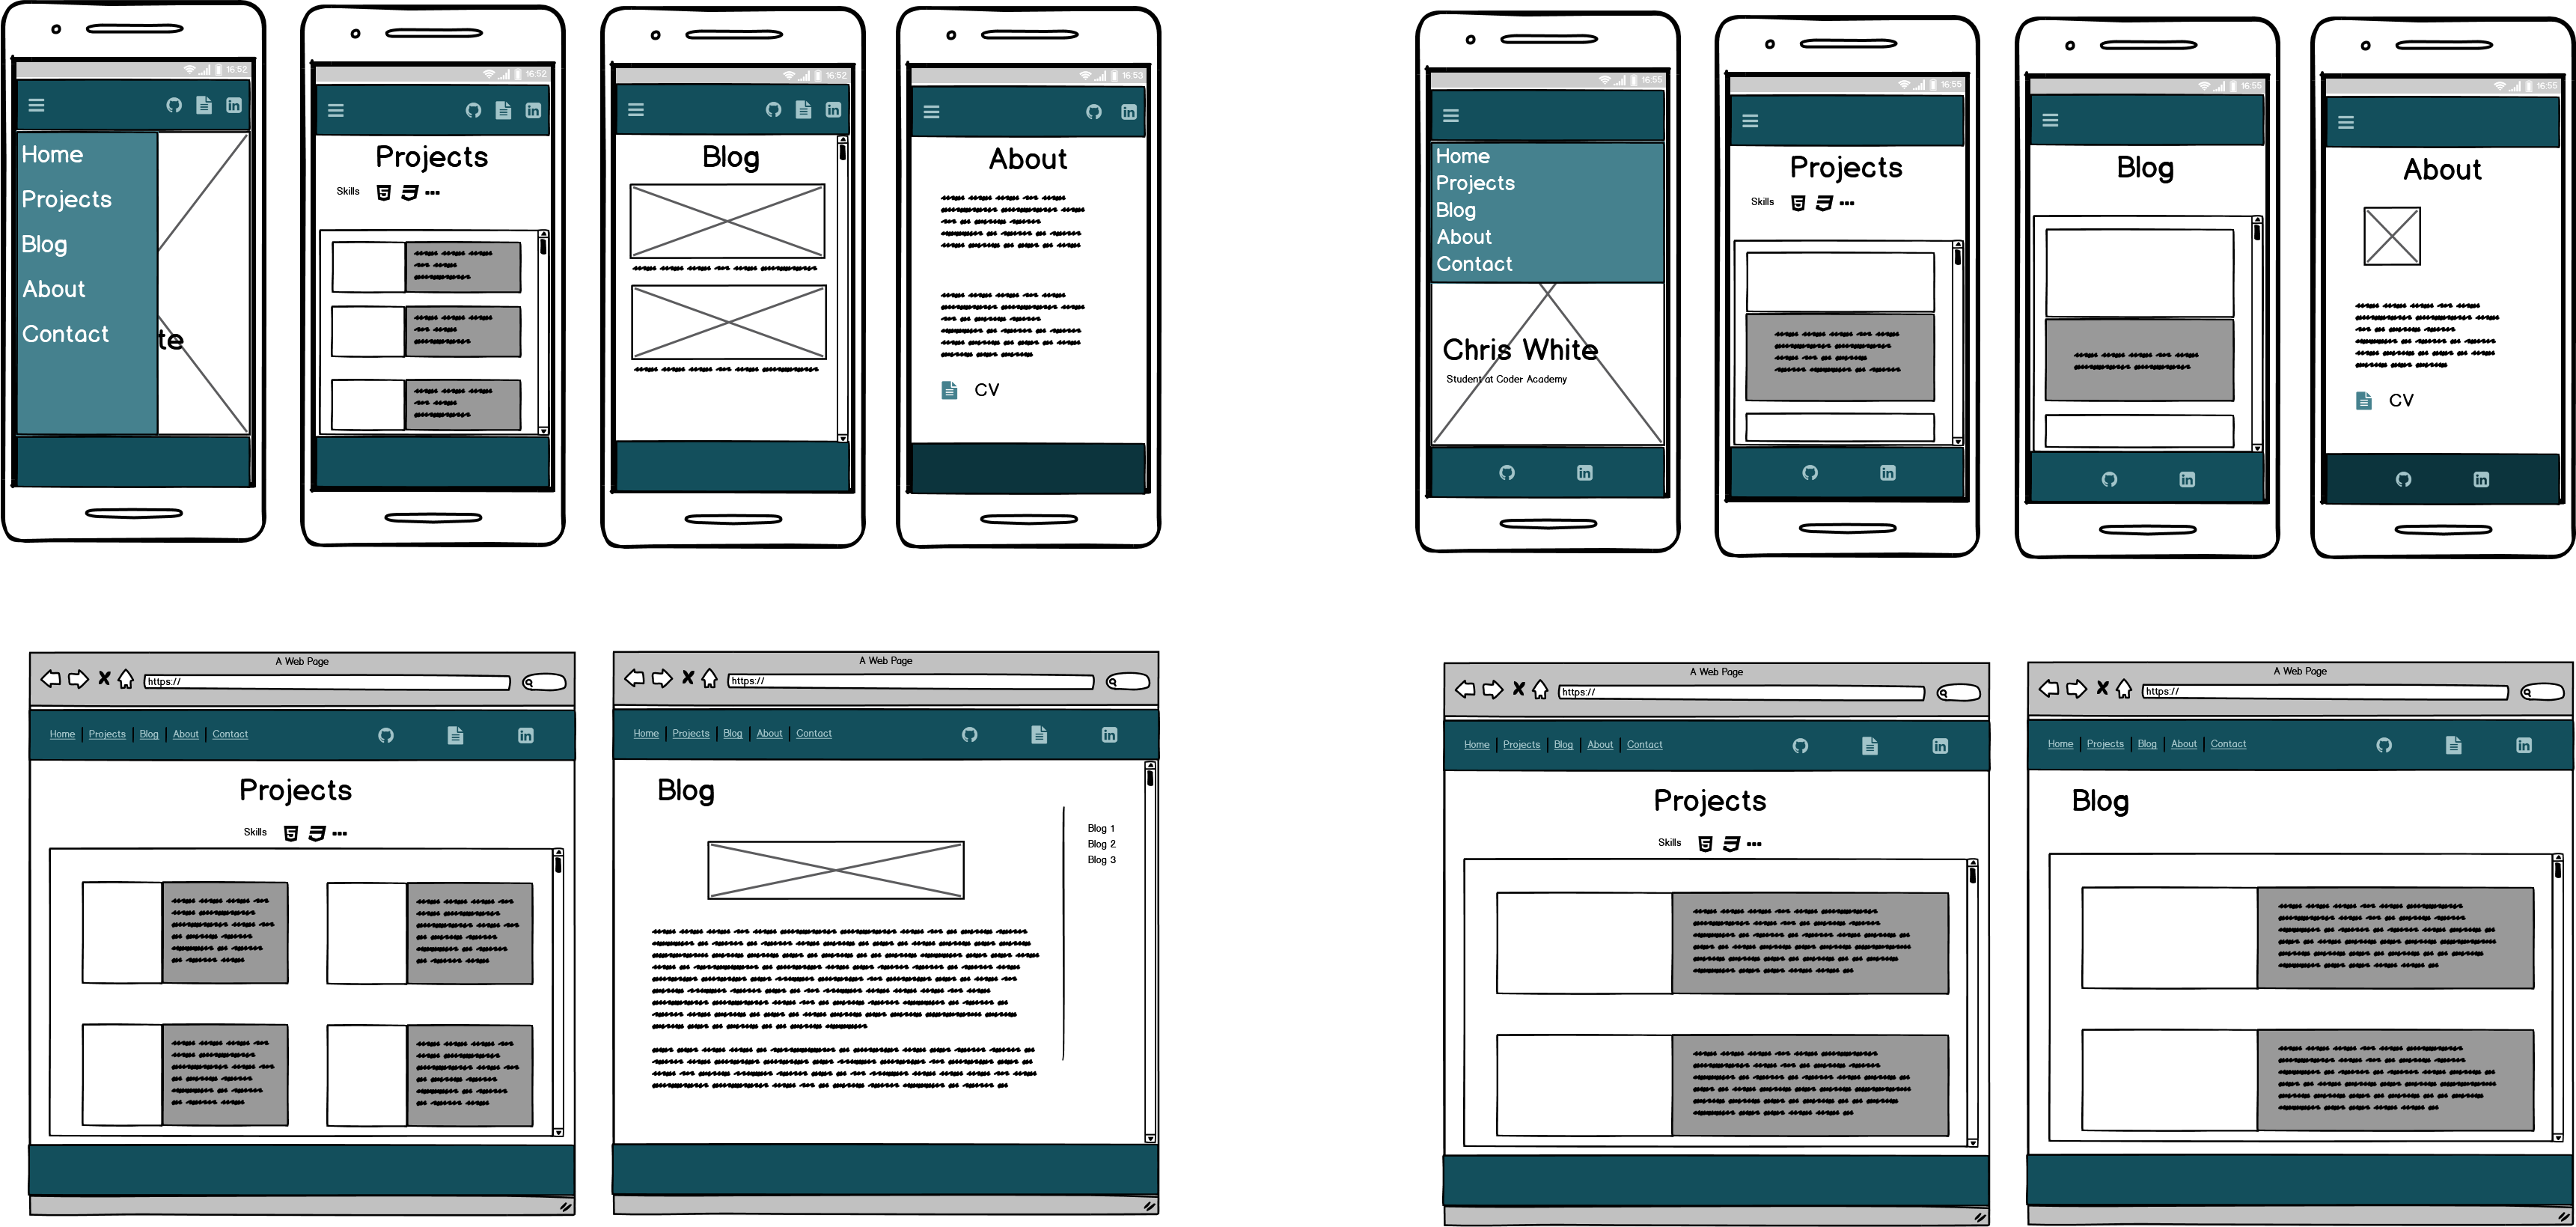 16:52
Home
Projects
Blog
About
Contact
te
16:52
Projects
Skills
16:52
Blog
16:53
About
CV
16:55
Home
Projects
Blog
About
Contact
Chris White
Student at Coder Academy
16:55
Projects
Skills
16:55
Blog
16:55
About
CV
A Web Page
https://
Home Projects Blog About Contact
Projects
Skills
A Web Page
https://
Home Projects Blog About Contact
Blog
Blog 1
Blog 2
Blog 3
A Web Page
https://
Home Projects Blog About Contact
Projects
Skills
A Web Page
https://
Home Projects Blog About Contact
Blog